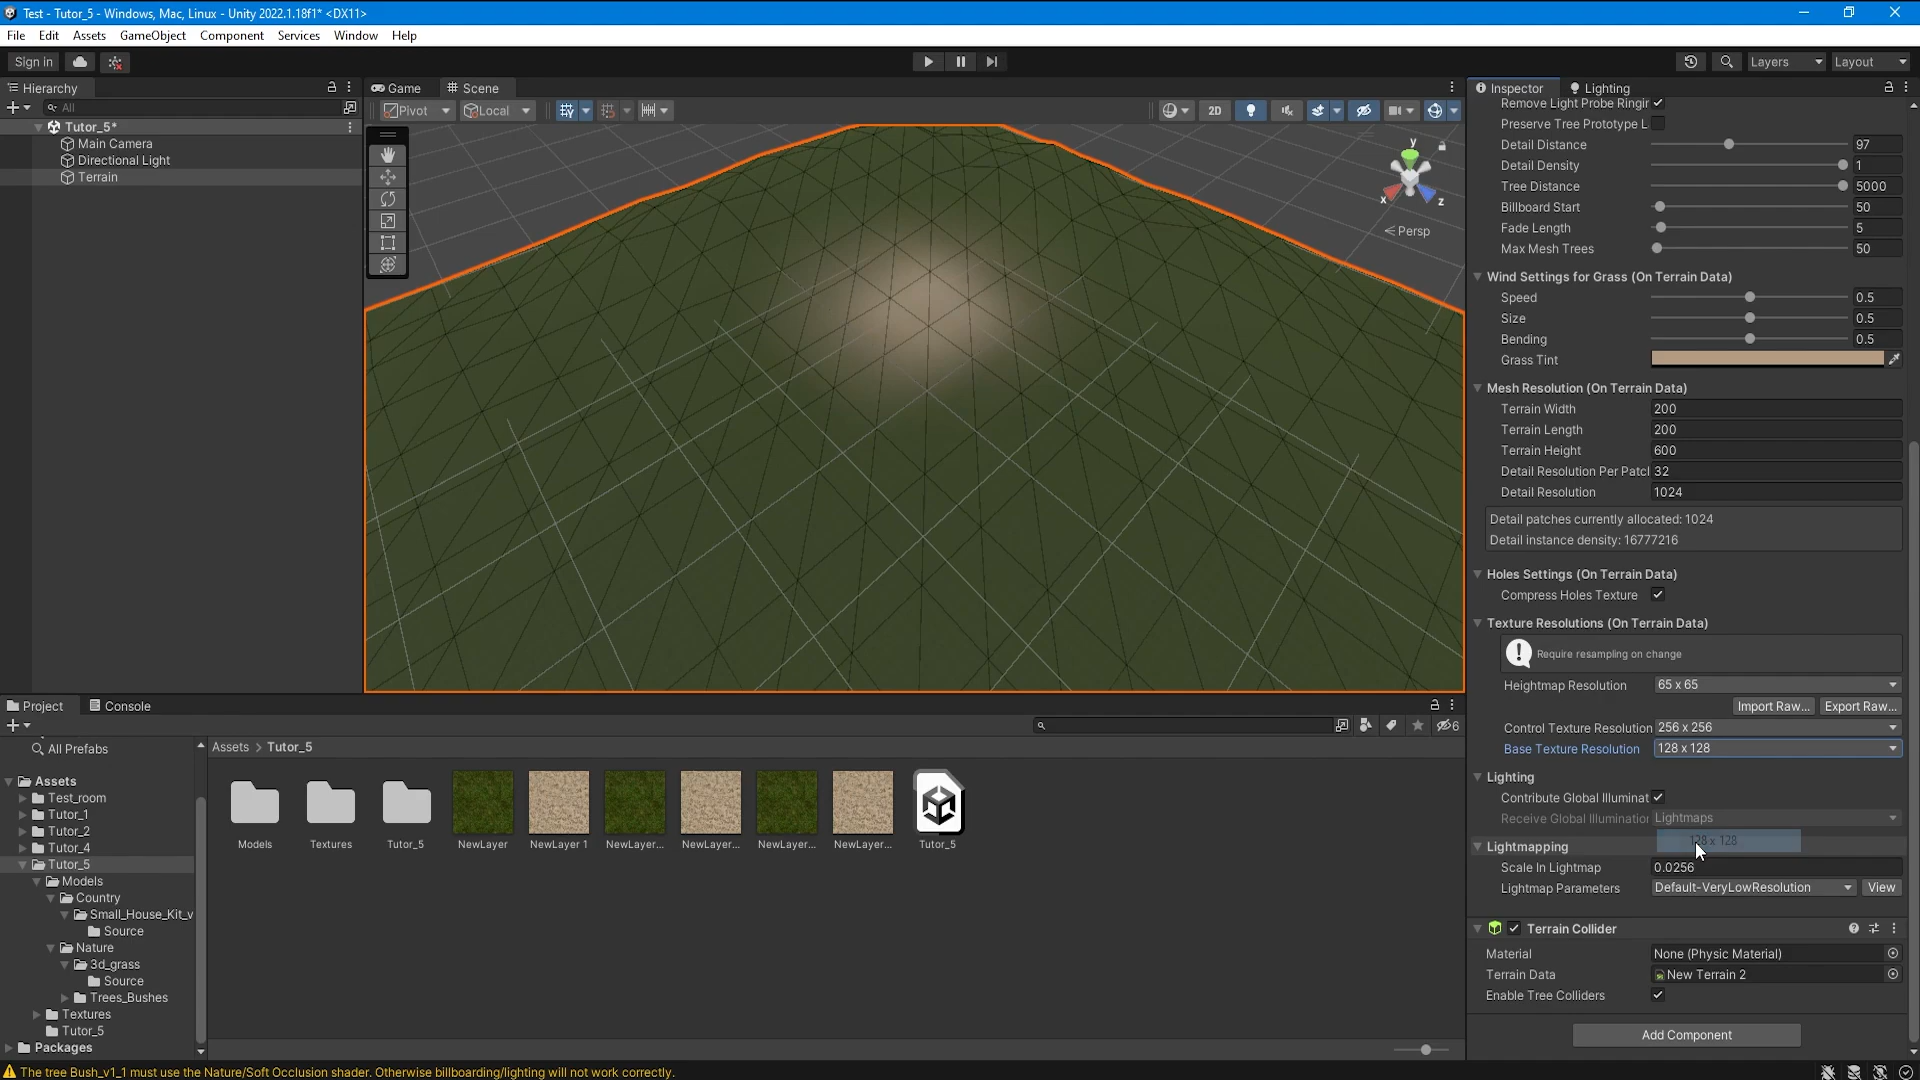 Test - Tutor_5 - Windows, Mac, Linux - Unity 2022.1.18f1* <DX11>
File Edit Assets GameObject Component Services Window Help
Sign in
Layers
Layout
Hierarchy
All
Tutor_5*
Main Camera
Directional Light
Terrain
Game
Scene
Pivot
Local
2D
y
x
z
Persp
Inspector
Lighting
Remove Light Probe Ringir
Preserve Tree Prototype L
Detail Distance 97
Detail Density 1
Tree Distance 5000
Billboard Start 50
Fade Length 5
Max Mesh Trees 50
Wind Settings for Grass (On Terrain Data)
Speed 0.5
Size 0.5
Bending 0.5
Grass Tint
Mesh Resolution (On Terrain Data)
Terrain Width 200
Terrain Length 200
Terrain Height 600
Detail Resolution Per Patcl 32
Detail Resolution 1024
Detail patches currently allocated: 1024
Detail instance density: 16777216
Holes Settings (On Terrain Data)
Compress Holes Texture
Texture Resolutions (On Terrain Data)
Require resampling on change
Heightmap Resolution 65 x 65
Import Raw... Export Raw...
Control Texture Resolution 256 x 256
Base Texture Resolution 128 x 128
Lighting
Contribute Global Illuminat
Receive Global Illumination Lightmaps
128 x 128
Lightmapping
Scale In Lightmap 0.0256
Lightmap Parameters Default-VeryLowResolution View
Terrain Collider
Material None (Physic Material)
Terrain Data New Terrain 2
Enable Tree Colliders
Add Component
Project
Console
6
All Prefabs
Assets
Test_room
Tutor_1
Tutor_2
Tutor_4
Tutor_5
Models
Country
Small_House_Kit_v
Source
Nature
3d_grass
Source
Trees_Bushes
Textures
Tutor_5
Packages
Assets > Tutor_5
Models
Textures
Tutor_5
NewLayer
NewLayer 1
NewLayer...
NewLayer...
NewLayer...
NewLayer...
Tutor_5
The tree Bush_v1_1 must use the Nature/Soft Occlusion shader. Otherwise billboarding/lighting will not work correctly.